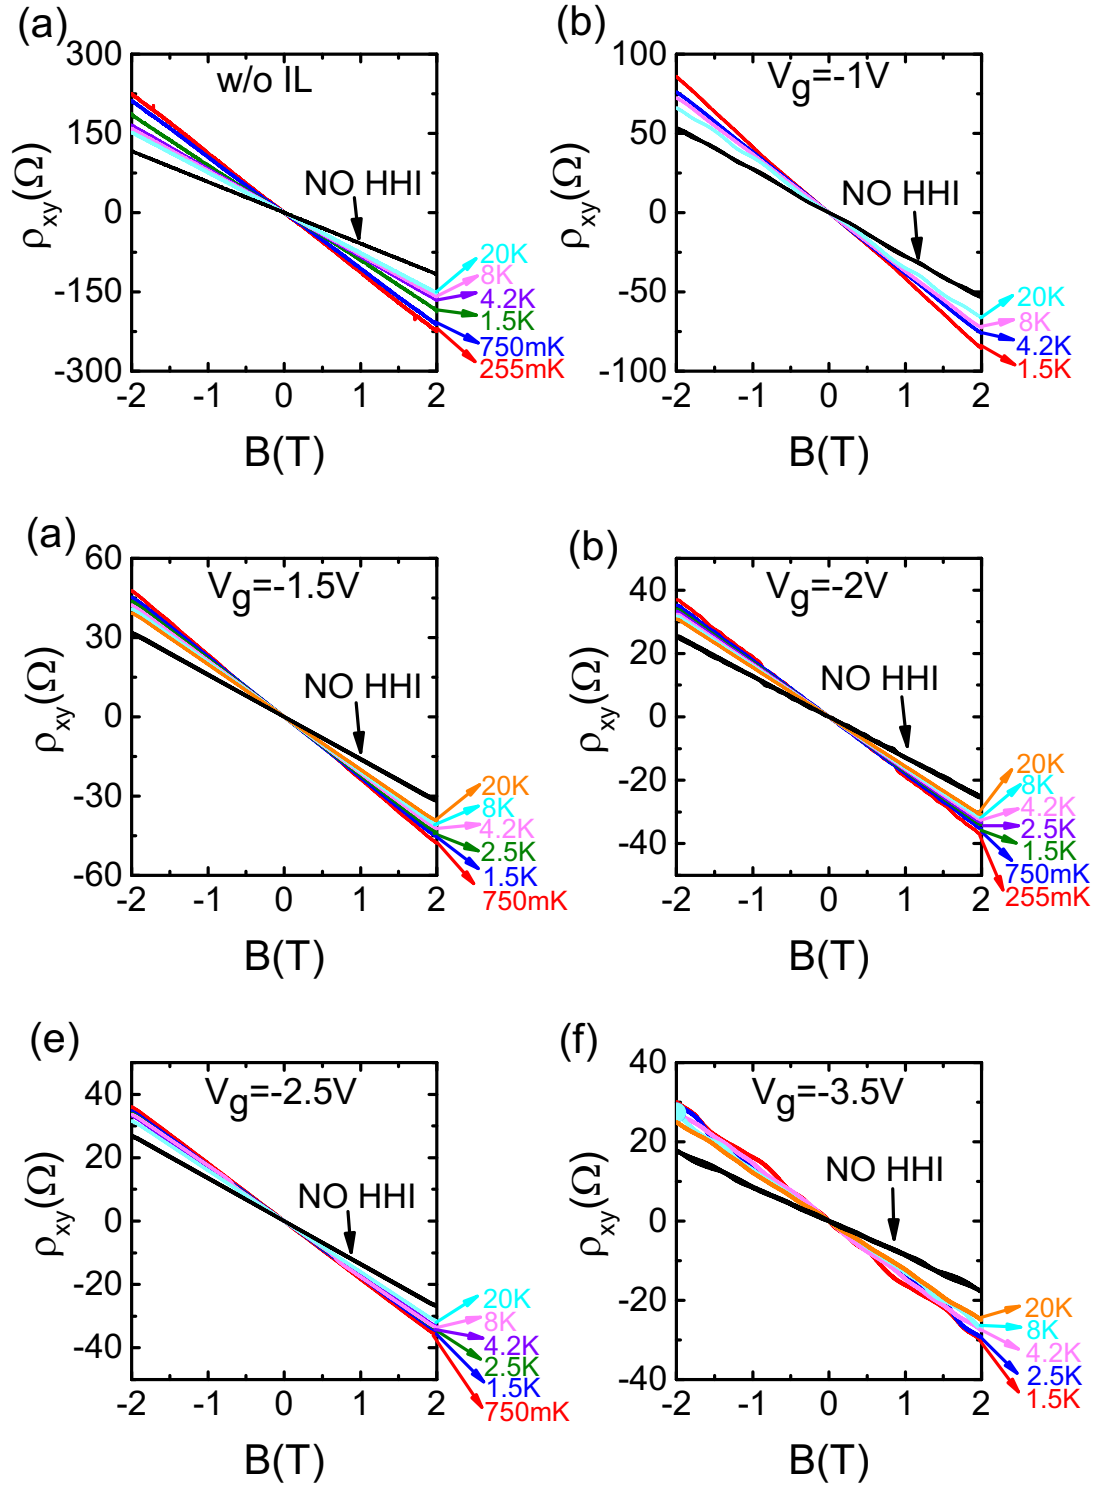 (a)
w/o IL
300
150
0
-150
-300
ρxy(Ω)
NO HHI
20K
8K
4.2K
1.5K
750mK
255mK
-2 -1 0 1 2
B(T)
(b)
Vg=-1V
100
50
0
-50
-100
ρxy(Ω)
NO HHI
20K
8K
4.2K
1.5K
-2 -1 0 1 2
B(T)
(a)
Vg=-1.5V
60
30
0
-30
-60
ρxy(Ω)
NO HHI
20K
8K
4.2K
2.5K
1.5K
750mK
-2 -1 0 1 2
B(T)
(b)
Vg=-2V
40
20
0
-20
-40
ρxy(Ω)
NO HHI
20K
8K
4.2K
2.5K
1.5K
750mK
255mK
-2 -1 0 1 2
B(T)
(e)
Vg=-2.5V
40
20
0
-20
-40
ρxy(Ω)
NO HHI
20K
8K
4.2K
2.5K
1.5K
750mK
-2 -1 0 1 2
B(T)
(f)
Vg=-3.5V
40
20
0
-20
-40
ρxy(Ω)
NO HHI
20K
8K
4.2K
2.5K
1.5K
-2 -1 0 1 2
B(T)